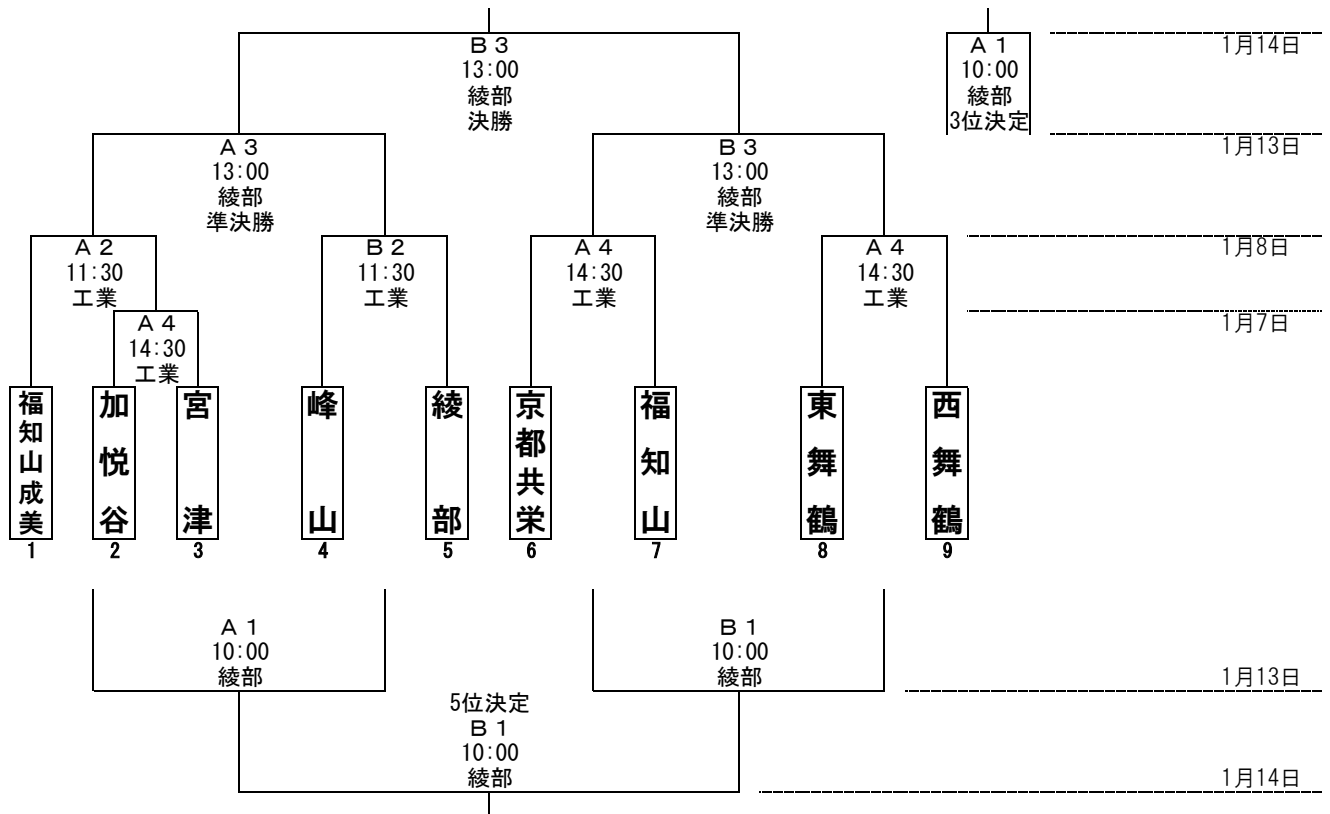 Ｂ３
13:00
綾部
決勝
Ａ１
10:00
綾部
3位決定
1月14日
1月13日
Ａ３
13:00
綾部
準決勝
Ｂ３
13:00
綾部
準決勝
Ａ２
11:30
工業
Ｂ２
11:30
工業
Ａ４
14:30
工業
Ａ４
14:30
工業
1月8日
Ａ４
14:30
工業
1月7日
福知山成美
加悦谷
宮津
峰山
綾部
京都共栄
福知山
東舞鶴
西舞鶴
1 2 3 4 5 6 7 8 9
Ａ１
10:00
綾部
Ｂ１
10:00
綾部
1月13日
5位決定
Ｂ１
10:00
綾部
1月14日